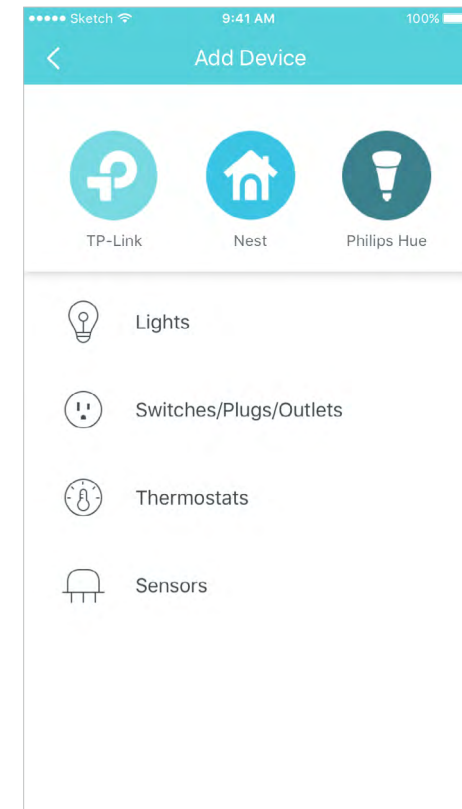 Sketch 9:41 AM 100%
Add Device
TP-Link Nest Philips Hue
Lights
Switches/Plugs/Outlets
Thermostats
Sensors